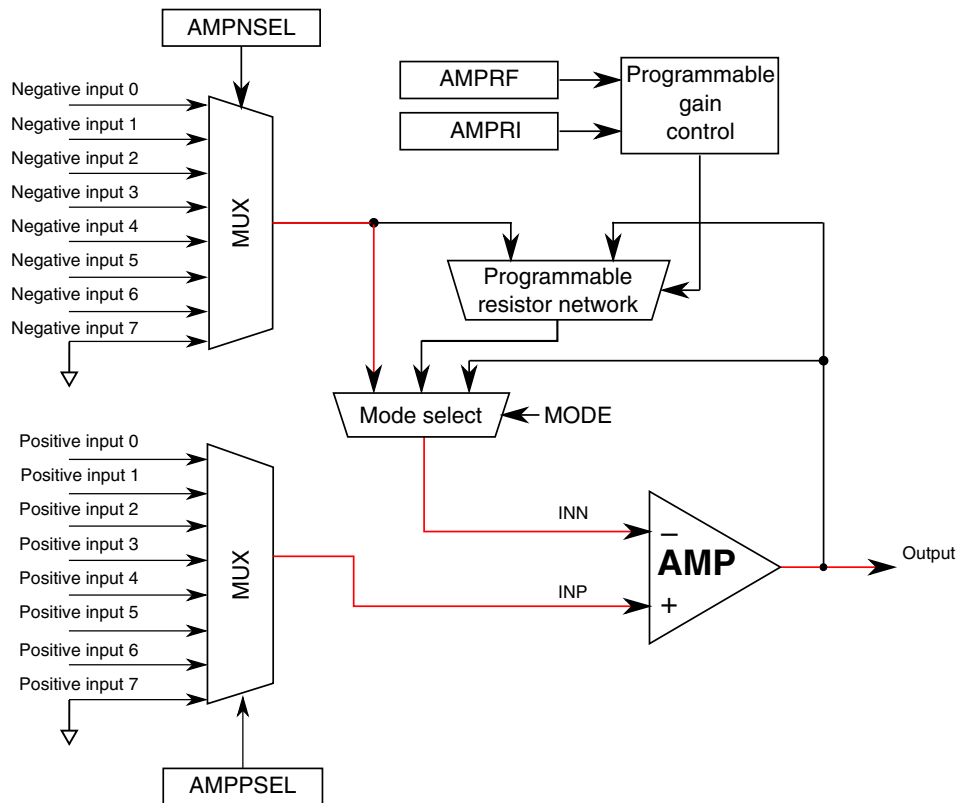 AMPNSEL
Negative input 0
Negative input 1
Negative input 2
Negative input 3
Negative input 4
Negative input 5
Negative input 6
Negative input 7
MUX
AMPRF
AMPRI
Programmable
gain
control
Programmable
resistor network
Mode select
MODE
Positive input 0
Positive input 1
Positive input 2
Positive input 3
Positive input 4
Positive input 5
Positive input 6
Positive input 7
MUX
INN
INP
−
AMP
+
Output
AMPPSEL